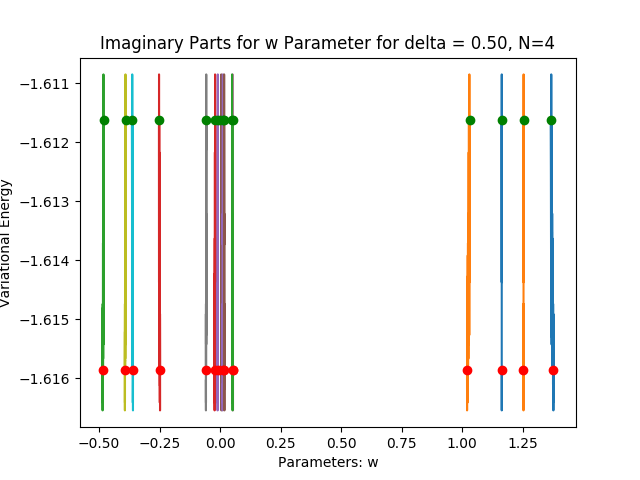 Imaginary Parts for w Parameter for delta = 0.50, N=4
Variational Energy
−1.611
−1.612
−1.613
−1.614
−1.615
−1.616
−0.50 −0.25 0.00 0.25 0.50 0.75 1.00 1.25
Parameters: w